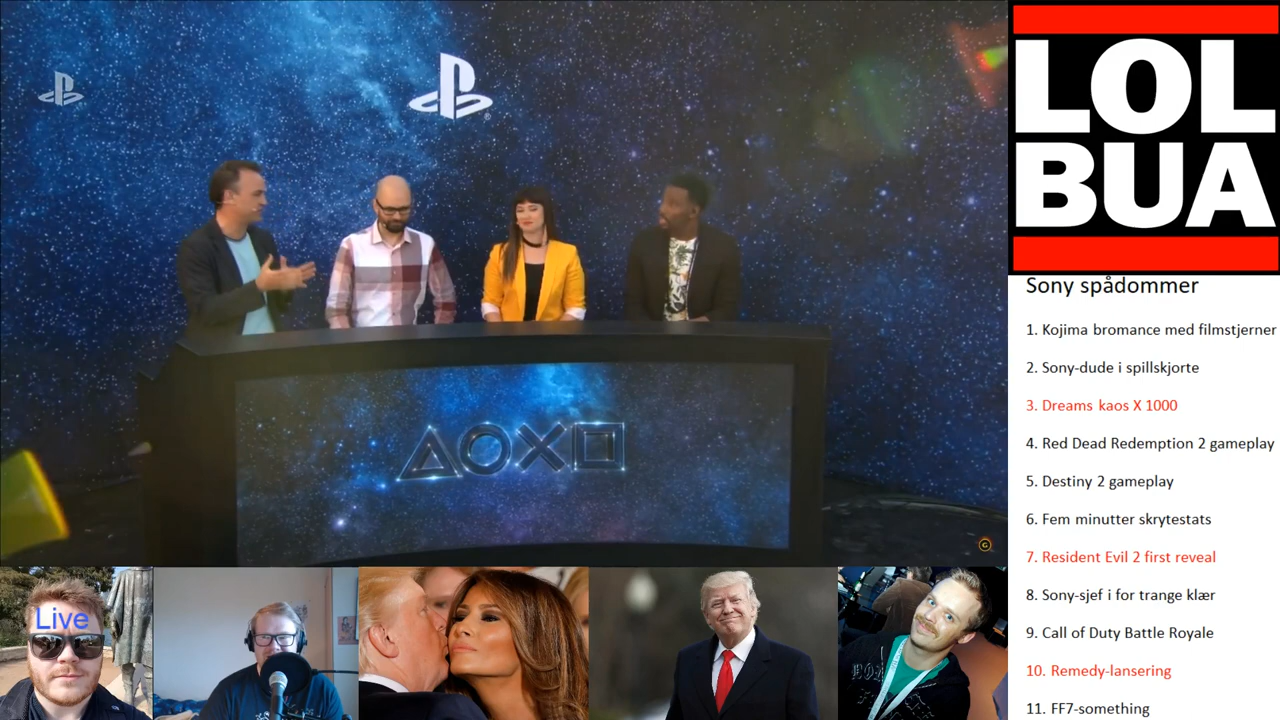 LOL
BUA
Sony spådommer
1. Kojima bromance med filmstjerner
2. Sony-dude i spillskjorte
3. Dreams kaos X 1000
4. Red Dead Redemption 2 gameplay
5. Destiny 2 gameplay
6. Fem minutter skrytestats
7. Resident Evil 2 first reveal
8. Sony-sjef i for trange klær
9. Call of Duty Battle Royale
10. Remedy-lansering
11. FF7-something
Live